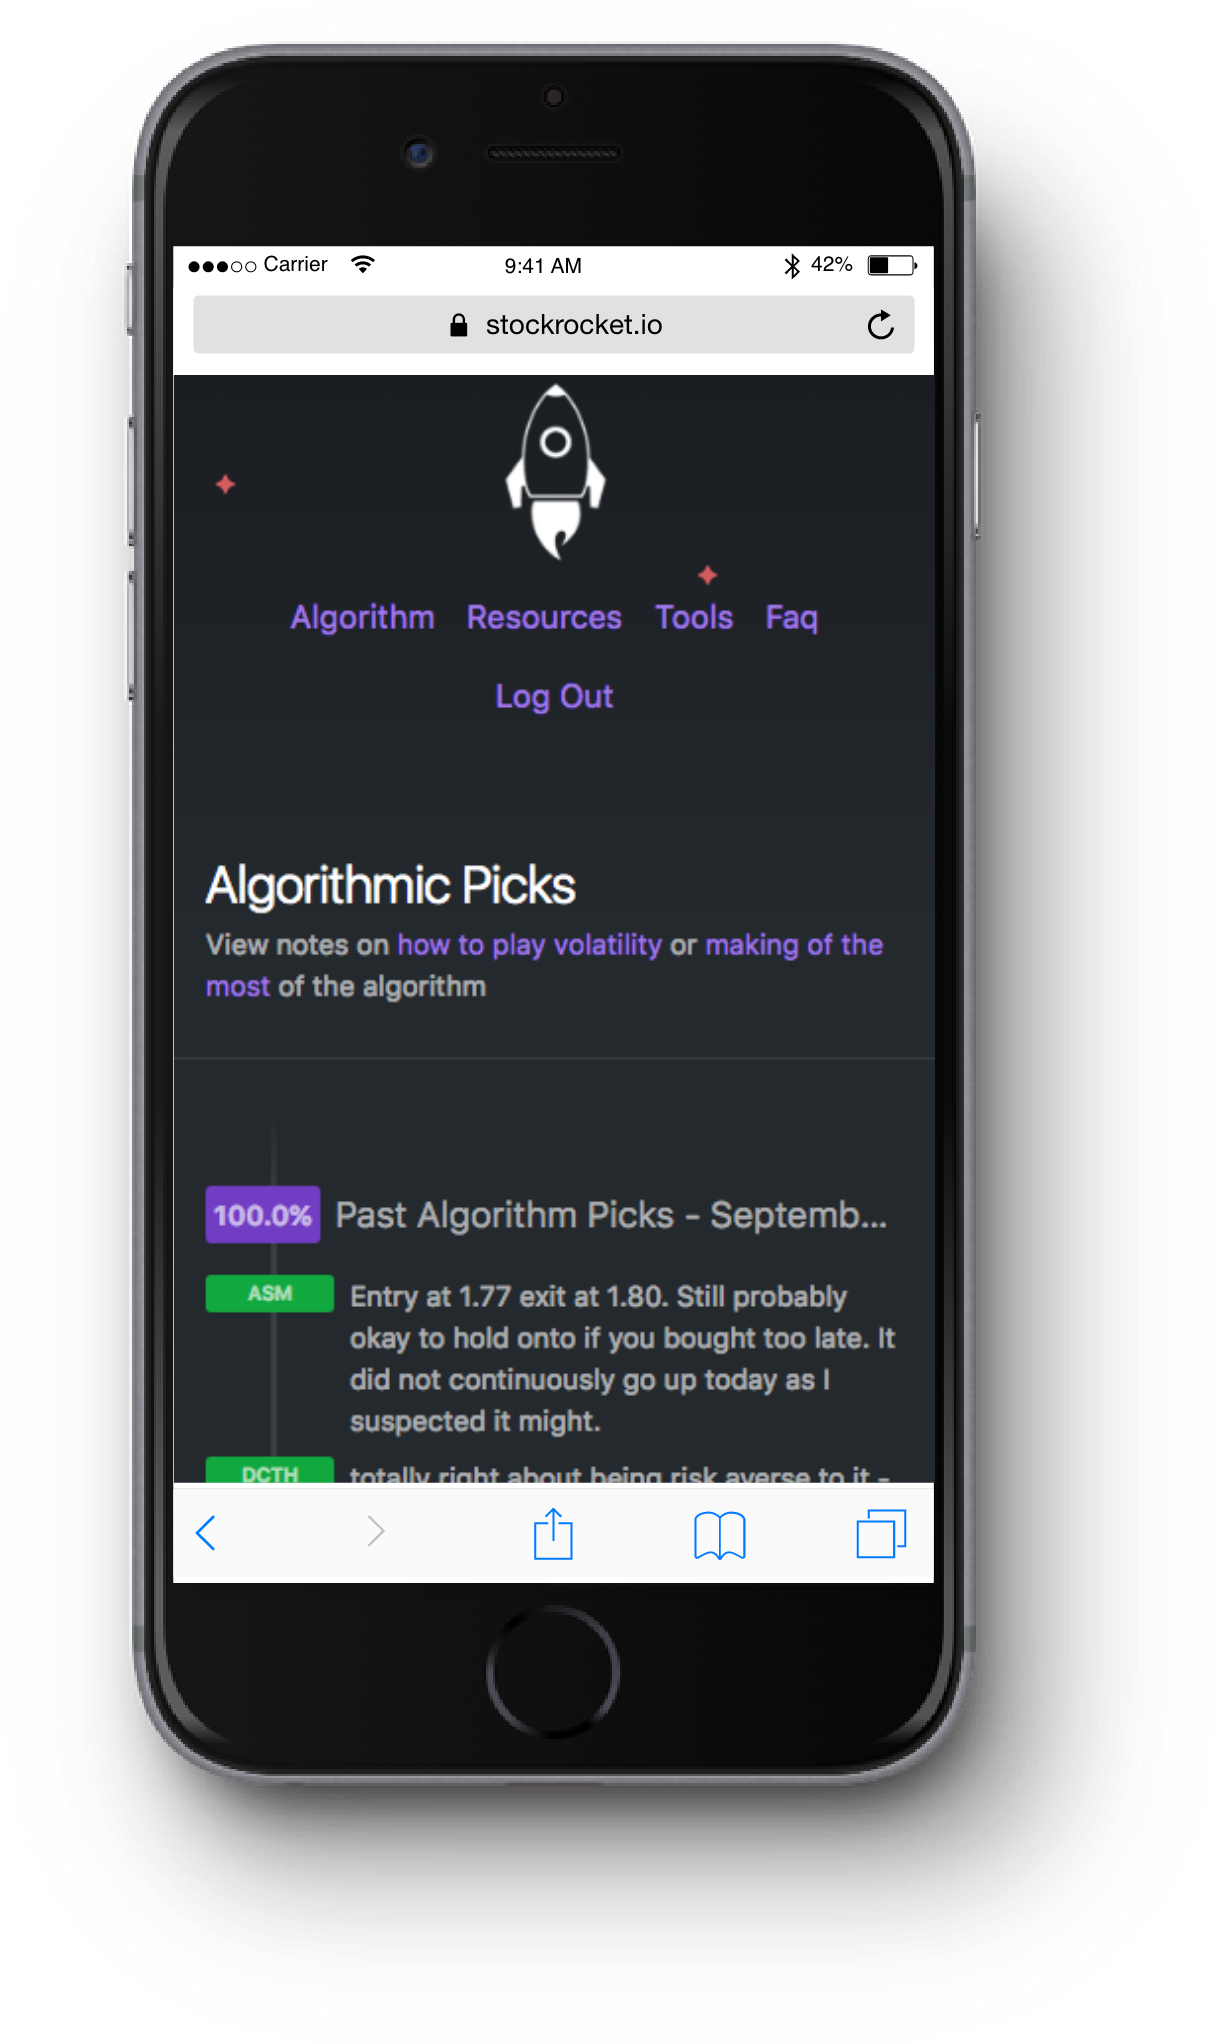 Carrier 9:41 AM 42%
stockrocket.io
Algorithm Resources Tools Faq
Log Out
Algorithmic Picks
View notes on how to play volatility or making of the
most of the algorithm
100.0% Past Algorithm Picks - Septemb...
ASM Entry at 1.77 exit at 1.80. Still probably
okay to hold onto if you bought too late. It
did not continuously go up today as I
suspected it might.
DCTH totally right about being risk averse to it -